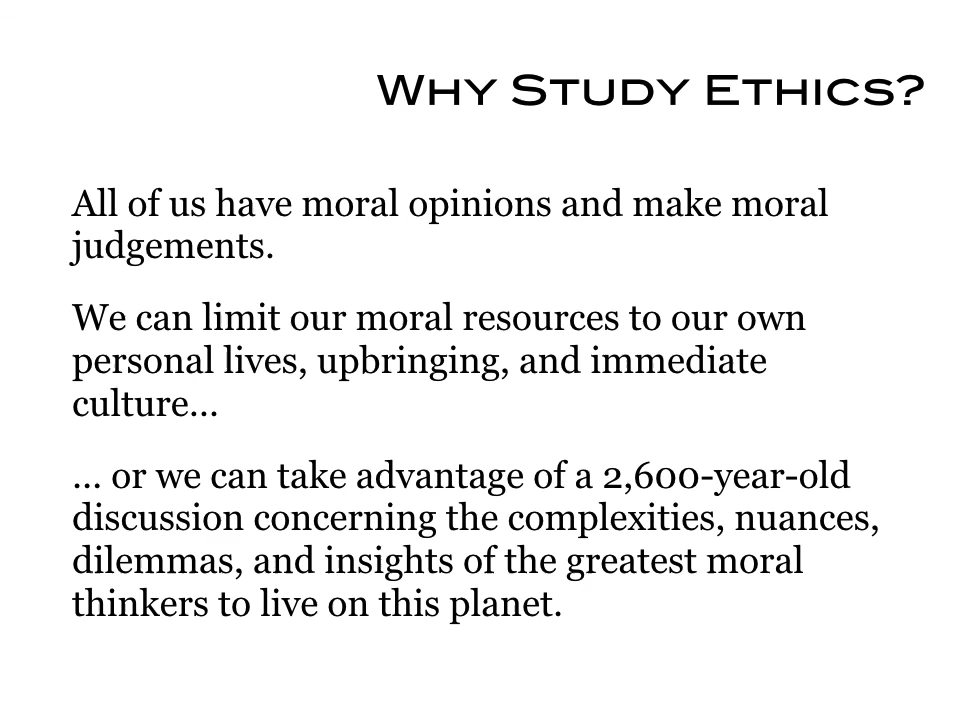 Why Study Ethics?
All of us have moral opinions and make moral
judgements.
We can limit our moral resources to our own
personal lives, upbringing, and immediate
culture...
... or we can take advantage of a 2,600-year-old
discussion concerning the complexities, nuances,
dilemmas, and insights of the greatest moral
thinkers to live on this planet.